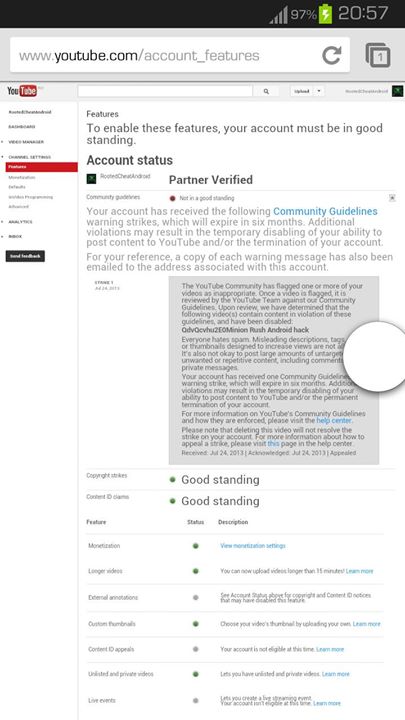 97% 20:57
www.youtube.com/account_features 1
YouTube Upload RootedCheatAndroid
RootedCheatAndroid
DASHBOARD
VIDEO MANAGER
CHANNEL SETTINGS
Features
Monetization
Defaults
InVideo Programming
Advanced
ANALYTICS
INBOX
Send feedback
Features
To enable these features, your account must be in good
standing.
Account status
RootedCheatAndroid Partner Verified
Community guidelines Not in good standing
Your account has received the following Community Guidelines
warning strikes, which will expire in six months. Additional
violations may result in the temporary disabling of your ability to
post content to YouTube and/or the termination of your account.
For your reference, a copy of each warning message has also been
emailed to the address associated with this account.
STRIKE 1
Jul 24, 2013
The YouTube Community has flagged one or more of your
videos as inappropriate. Once a video is flagged, it is
reviewed by the YouTube Team against our Community
Guidelines. Upon review, we have determined that the
following video(s) contain content in violation of these
guidelines, and have been disabled:
QdvQcvhu2E0Minion Rush Android hack
Everyone hates spam. Misleading descriptions, tags,
or thumbnails designed to increase views are not
It's also not okay to post large amounts of
unwanted or repetitive content, including
private messages.
Your account has received one Community
warning strike, which will expire in six months.
violations may result in the temporary disabling of your
ability to post content to YouTube and/or the permanent
termination of your account.
For more information on YouTube's Community Guidelines
and how they are enforced, please visit the help center.
Please note that deleting this video will not resolve the
strike on your account. For more information about how to
appeal a strike, please visit this page in the help center.
Received: Jul 24, 2013 | Acknowledged: Jul 24, 2013 | Appealed
Copyright strikes Good standing
Content ID claims Good standing
Feature Status Description
Monetization View monetization settings
Longer videos You can now upload videos longer than 15 minutes! Learn more
External annotations See Account Status above for copyright and Content ID notices
that may have disabled this feature.
Custom thumbnails Choose your video's thumbnail by uploading your own. Learn more
Content ID appeals Your account is not eligible at this time. Learn more
Unlisted and private videos Lets you have unlisted and private videos. Learn more
Live events Lets you create a live streaming event.
Your account isn't eligible at this time. Learn more